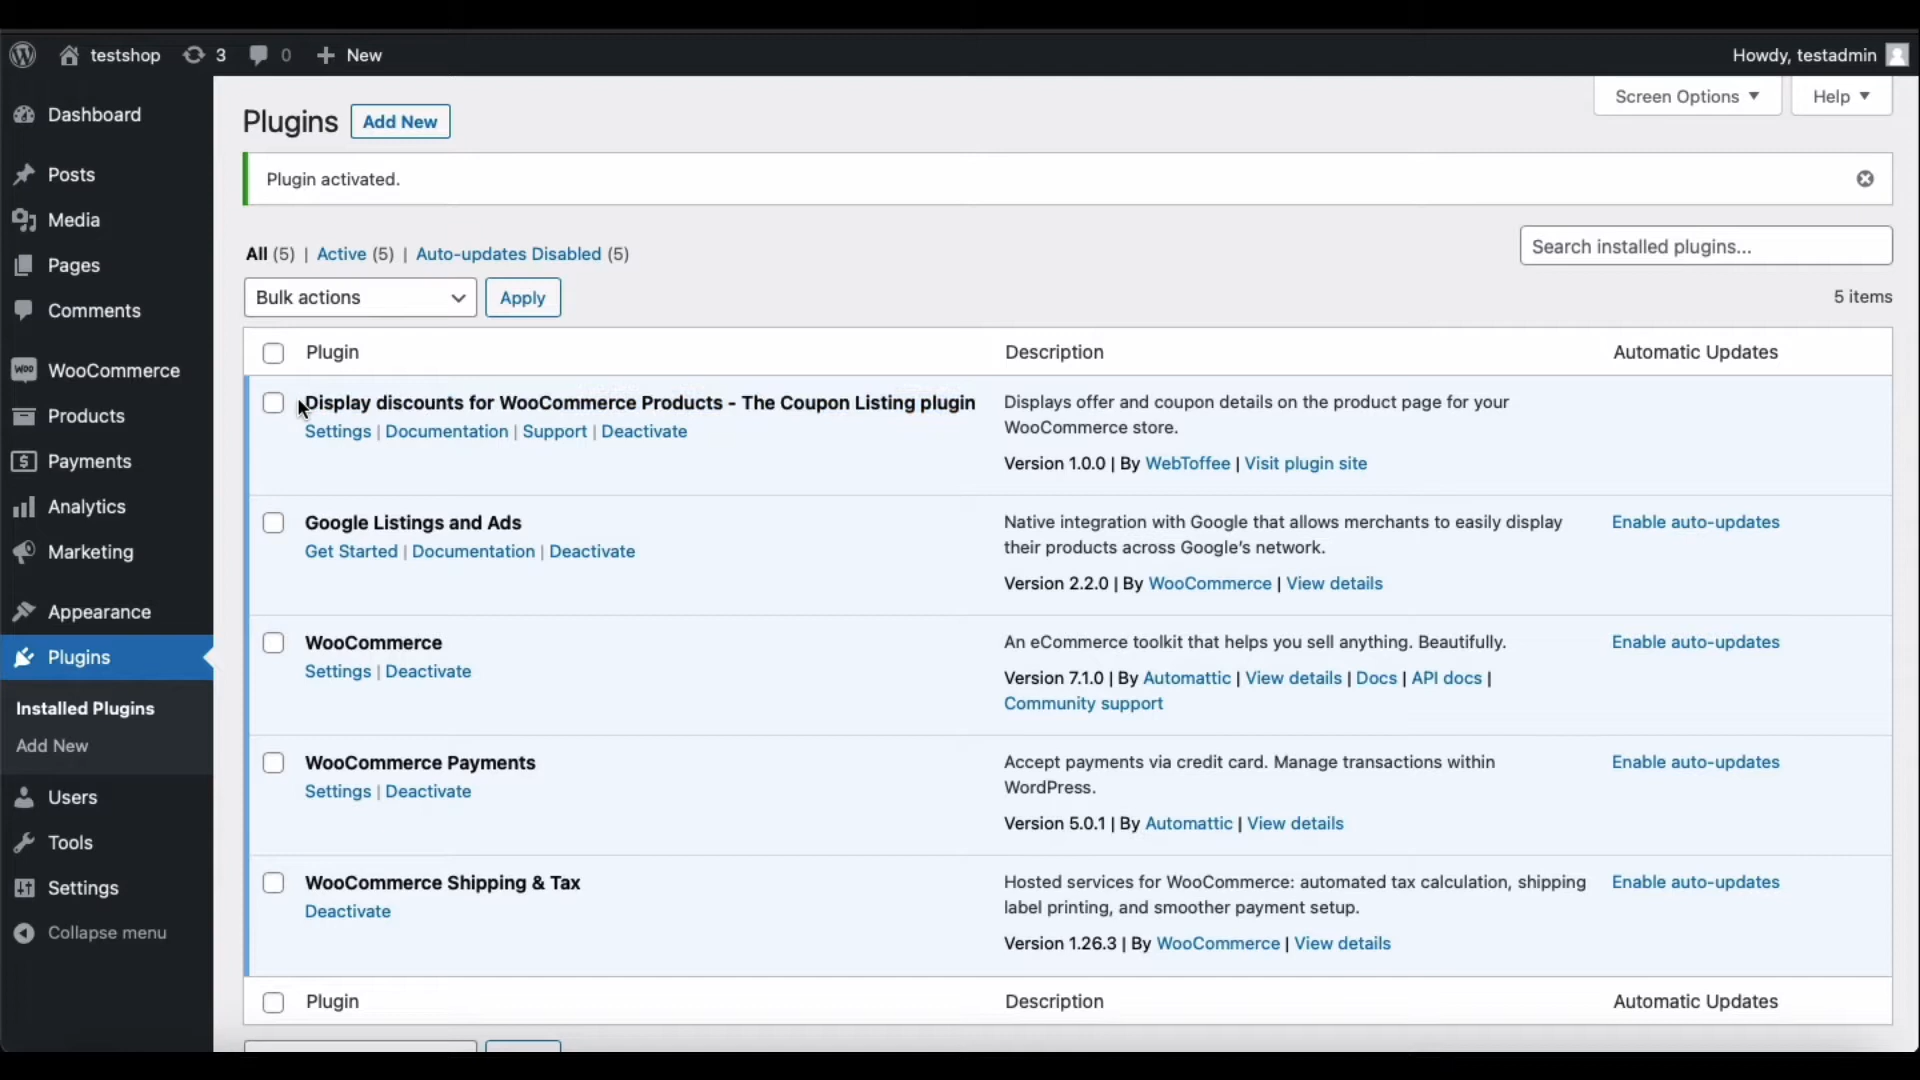 testshop 3 0 + New Howdy, testadmin
Dashboard
Posts
Media
Pages
Comments
WOO WooCommerce
Products
Payments
Analytics
Marketing
Appearance
Plugins
Installed Plugins
Add New
Users
Tools
Settings
Collapse menu
Screen Options ▼ Help ▼
Plugins Add New
Plugin activated.
All (5) | Active (5) | Auto-updates Disabled (5)
Search installed plugins...
Bulk actions Apply
5 items
Plugin Description Automatic Updates
Display discounts for WooCommerce Products - The Coupon Listing plugin
Settings | Documentation | Support | Deactivate
Displays offer and coupon details on the product page for your
WooCommerce store.
Version 1.0.0 | By WebToffee | Visit plugin site
Google Listings and Ads
Get Started | Documentation | Deactivate
Native integration with Google that allows merchants to easily display
their products across Google's network.
Version 2.2.0 | By WooCommerce | View details
Enable auto-updates
WooCommerce
Settings | Deactivate
An eCommerce toolkit that helps you sell anything. Beautifully.
Version 7.1.0 | By Automattic | View details | Docs | API docs |
Community support
Enable auto-updates
WooCommerce Payments
Settings | Deactivate
Accept payments via credit card. Manage transactions within
WordPress.
Version 5.0.1 | By Automattic | View details
Enable auto-updates
WooCommerce Shipping & Tax
Deactivate
Hosted services for WooCommerce: automated tax calculation, shipping
label printing, and smoother payment setup.
Version 1.26.3 | By WooCommerce | View details
Enable auto-updates
Plugin Description Automatic Updates